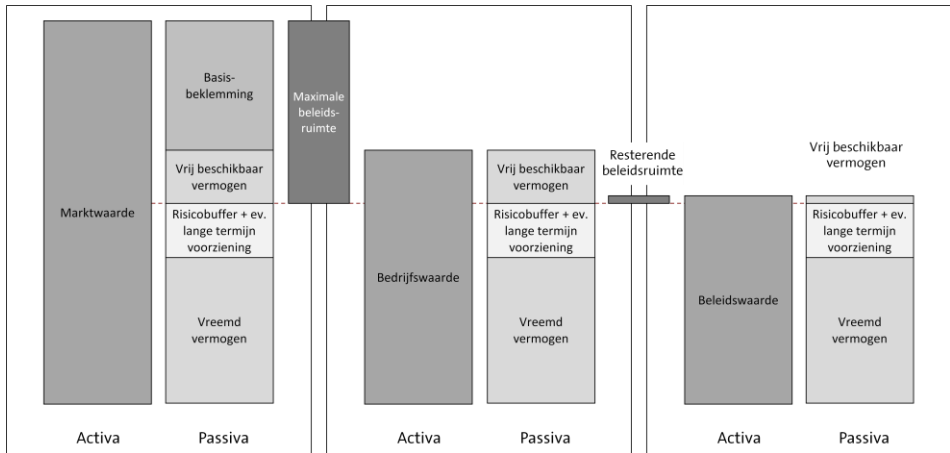 Marktwaarde
Basis-
beklemming
Vrij beschikbaar
vermogen
Risicobuffer + ev.
lange termijn
voorziening
Vreemd
vermogen
Maximale
beleids-
ruimte
Activa
Passiva
Bedrijfswaarde
Vrij beschikbaar
vermogen
Risicobuffer + ev.
lange termijn
voorziening
Vreemd
vermogen
Resterende
beleidsruimte
Activa
Passiva
Beleidswaarde
Vrij beschikbaar
vermogen
Risicobuffer + ev.
lange termijn
voorziening
Vreemd
vermogen
Activa
Passiva